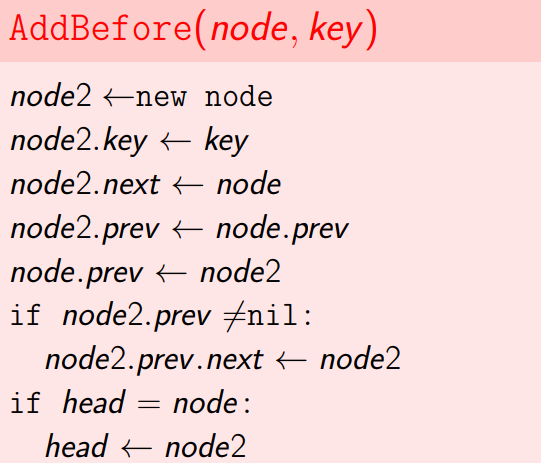 AddBefore(node, key)
node2 ←new node
node2.key ← key
node2.next ← node
node2.prev ← node.prev
node.prev ← node2
if node2.prev ≠nil:
node2.prev.next ← node2
if head = node:
head ← node2